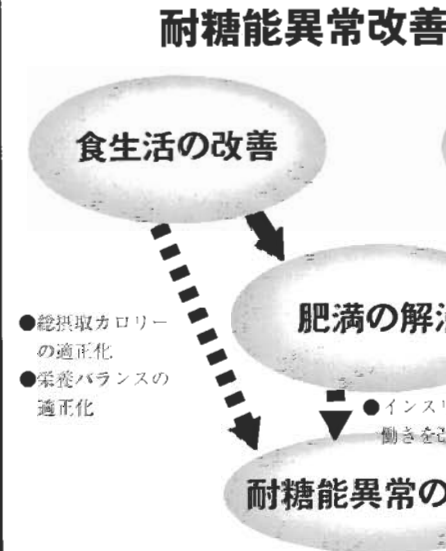 耐糖能異常改善
食生活の改善
肥満の解
●総摂取カロリー
の適正化
●栄養バランスの
適正化
●インス
働きを
耐糖能異常の